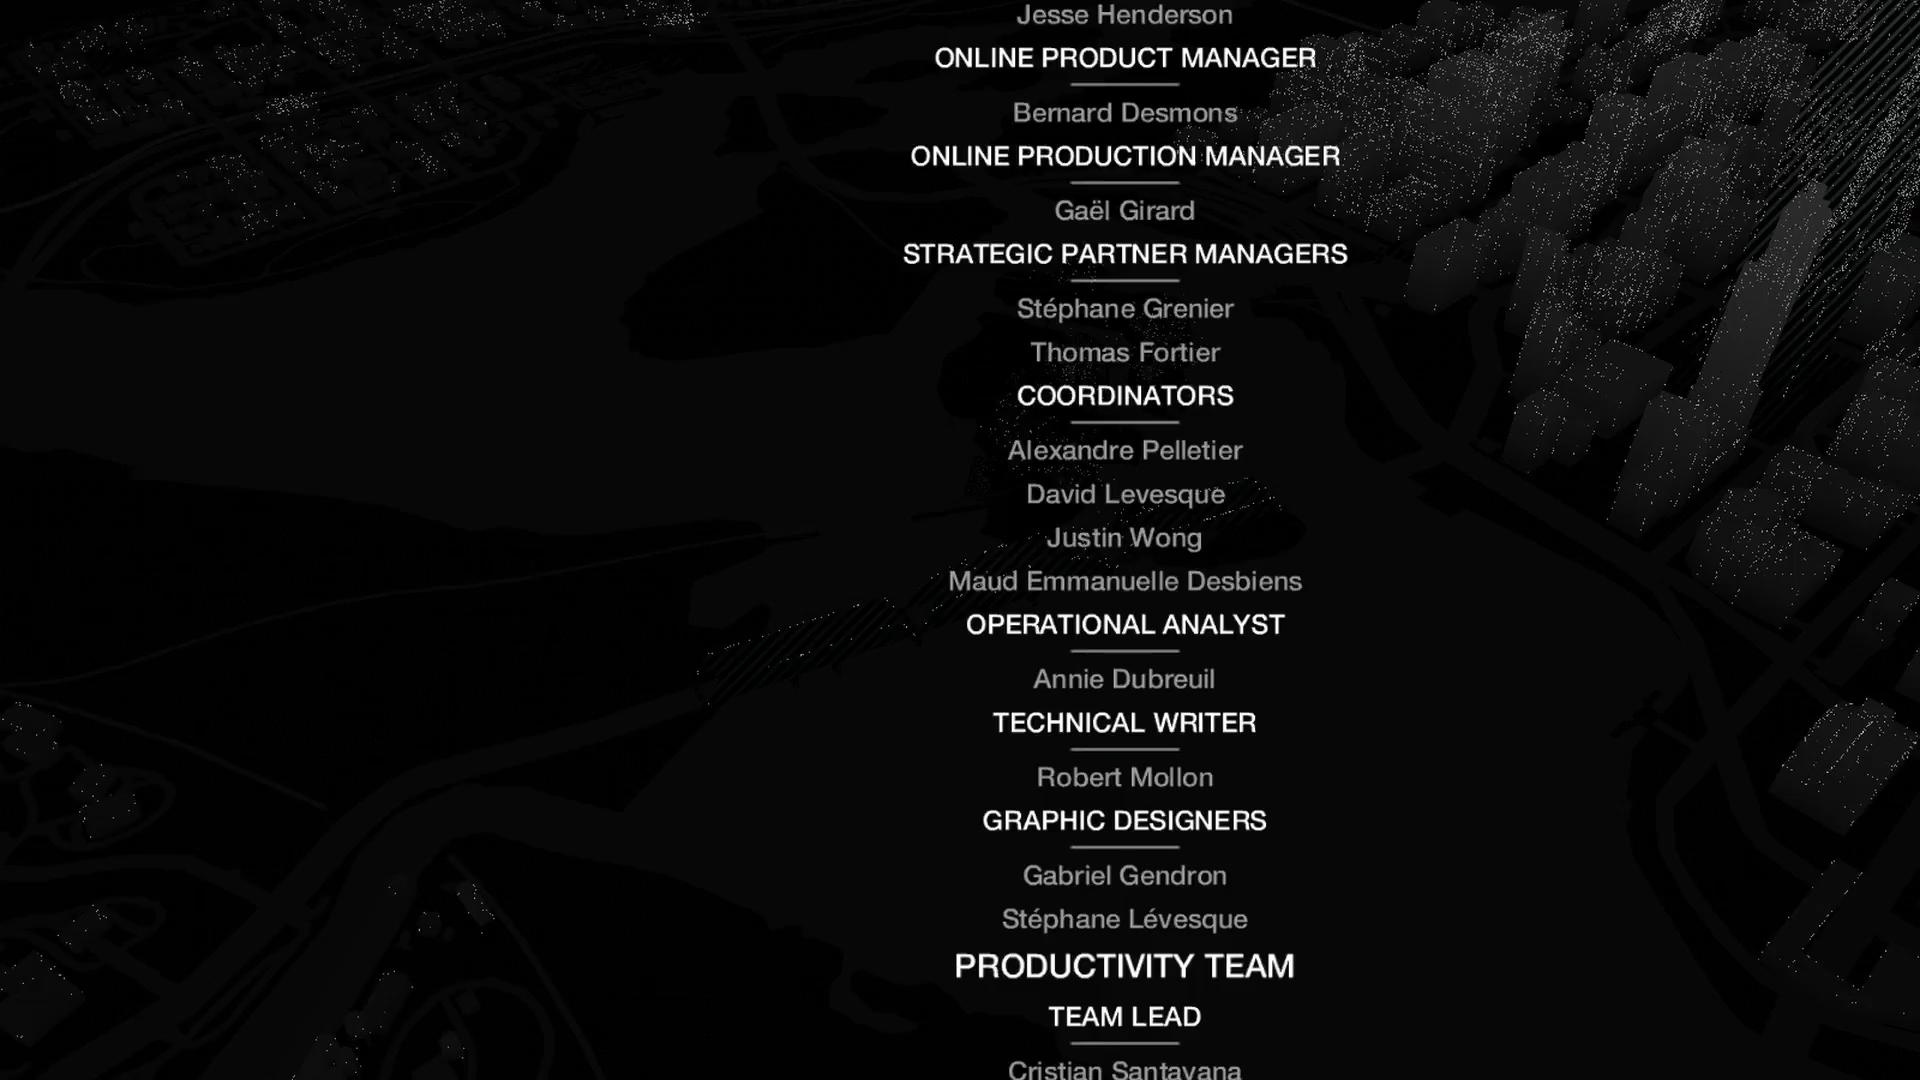 Jesse Henderson
ONLINE PRODUCT MANAGER
Bernard Desmons
ONLINE PRODUCTION MANAGER
Gaël Girard
STRATEGIC PARTNER MANAGERS
Stéphane Grenier
Thomas Fortier
COORDINATORS
Alexandre Pelletier
David Levesque
Justin Wong
Maud Emmanuelle Desbiens
OPERATIONAL ANALYST
Annie Dubreuil
TECHNICAL WRITER
Robert Mollon
GRAPHIC DESIGNERS
Gabriel Gendron
Stéphane Lévesque
PRODUCTIVITY TEAM
TEAM LEAD
Cristian Santayana